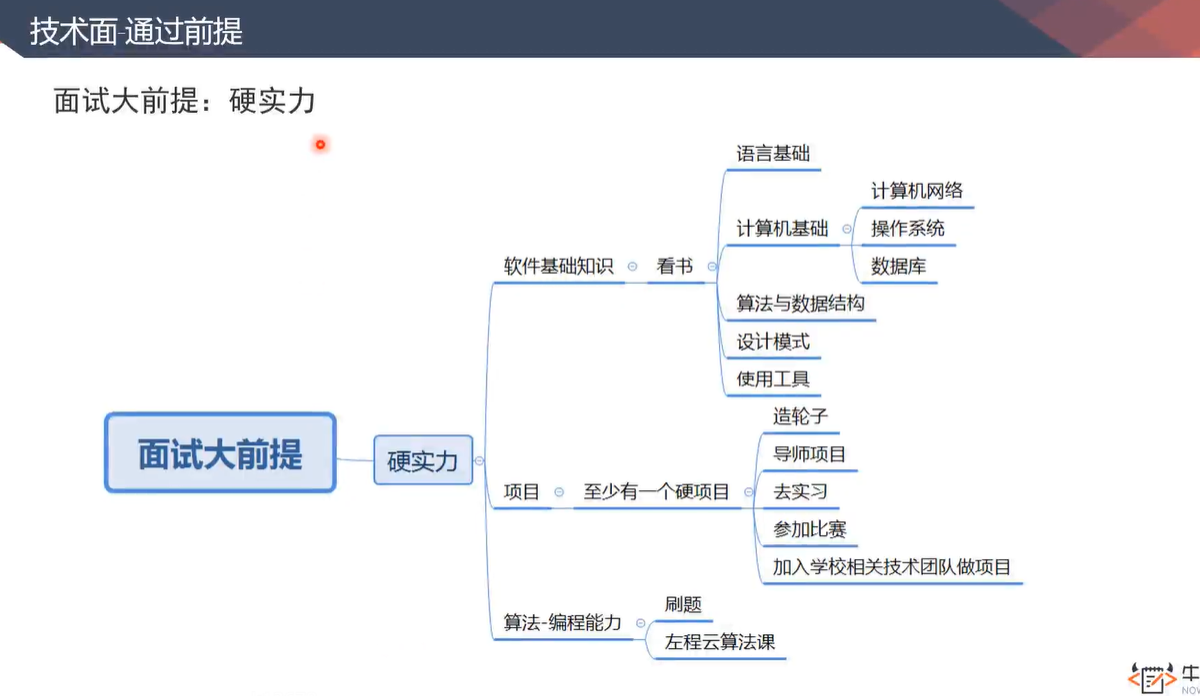 技术面-通过前提
面试大前提：硬实力
面试大前提
硬实力
软件基础知识
看书
语言基础
计算机基础
计算机网络
操作系统
数据库
算法与数据结构
设计模式
使用工具
项目
至少有一个硬项目
造轮子
导师项目
去实习
参加比赛
加入学校相关技术团队做项目
算法-编程能力
刷题
左程云算法课
牛
NOW